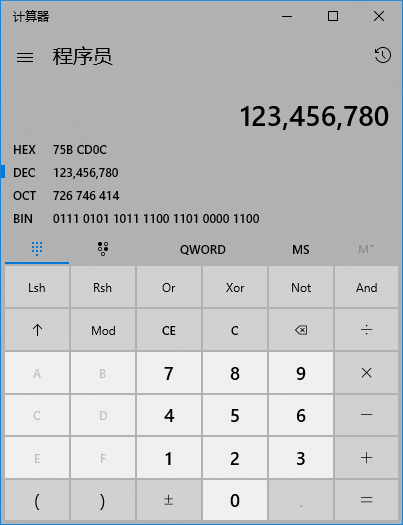 计算器
程序员
123,456,780
HEX 75B CD0C
DEC 123,456,780
OCT 726 746 414
BIN 0111 0101 1011 1100 1101 0000 1100
QWORD MS M˟
Lsh Rsh Or Xor Not And
↑ Mod CE C ⌫ ÷
A B 7 8 9 ×
C D 4 5 6 −
E F 1 2 3 +
( ) ± 0 . =